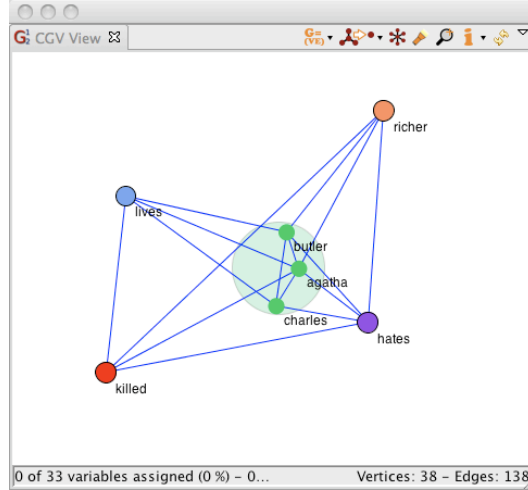 CGV View
G=
(VE)
richer
lives
butler
agatha
charles
hates
killed
0 of 33 variables assigned (0 %) – 0... Vertices: 38 – Edges: 138